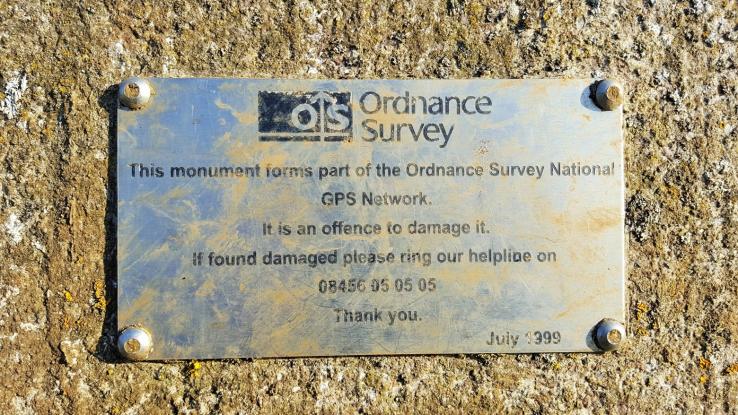 OS Ordnance
Survey
This monument forms part of the Ordnance Survey National
GPS Network.
It is an offence to damage it.
If found damaged please ring our helpline on
08456 05 05 05
Thank you.
July 1999